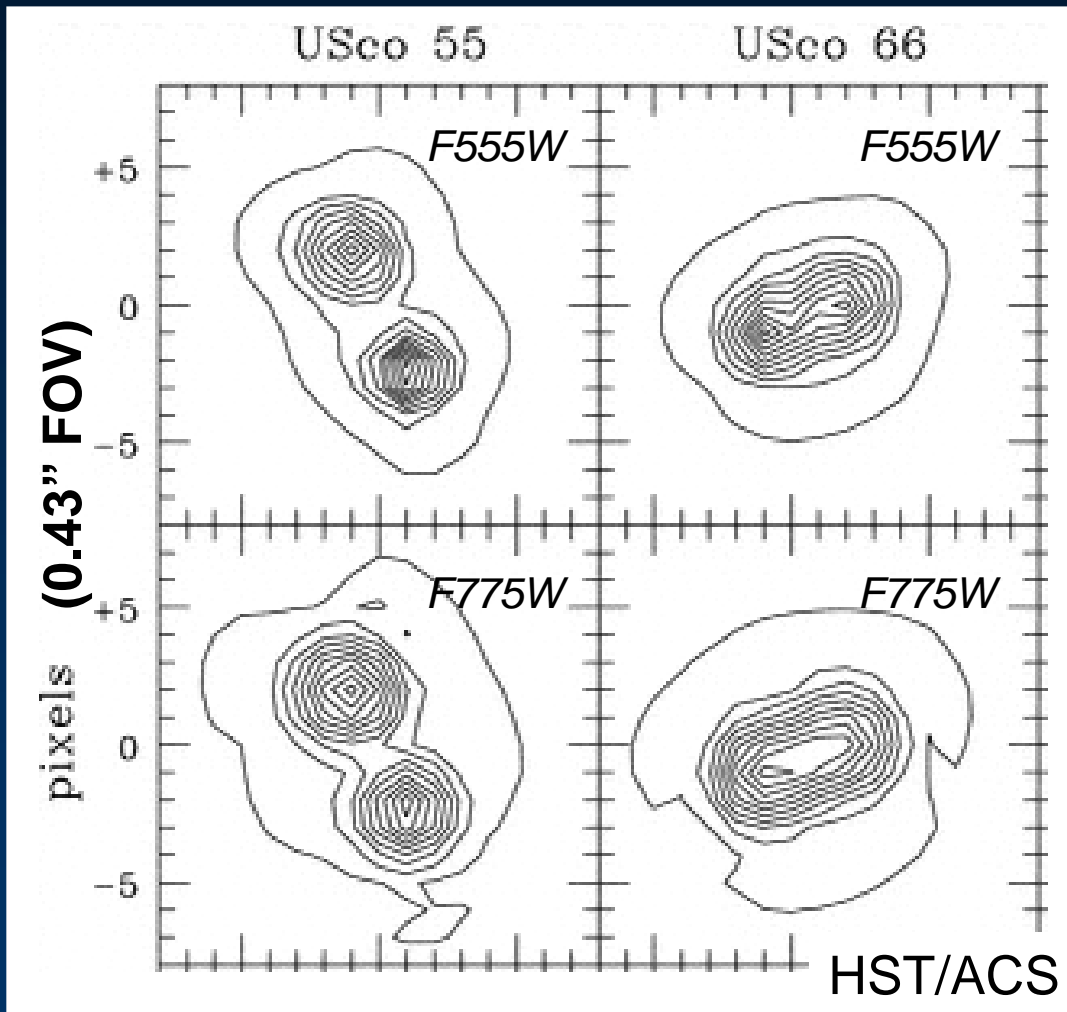 USco 55
USco 66
F555W
F555W
+5
0
−5
F775W
F775W
+5
0
−5
pixels (0.43” FOV)
HST/ACS